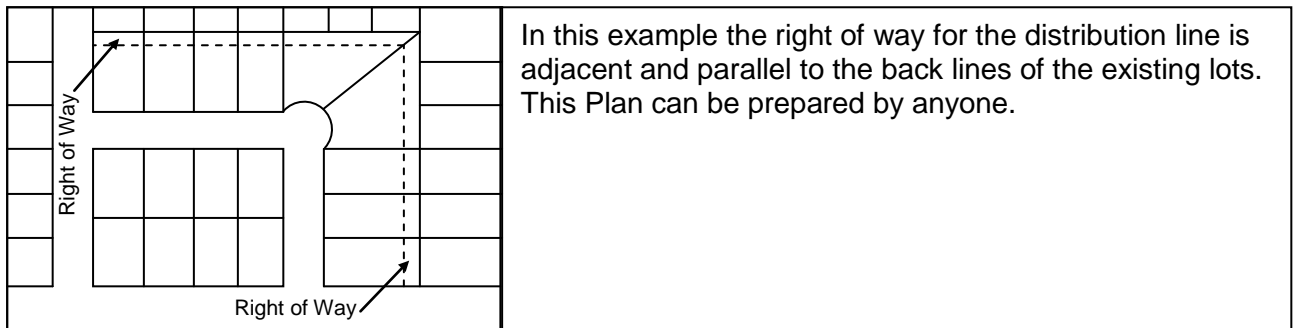 Right of Way
Right of Way
In this example the right of way for the distribution line is
adjacent and parallel to the back lines of the existing lots.
This Plan can be prepared by anyone.